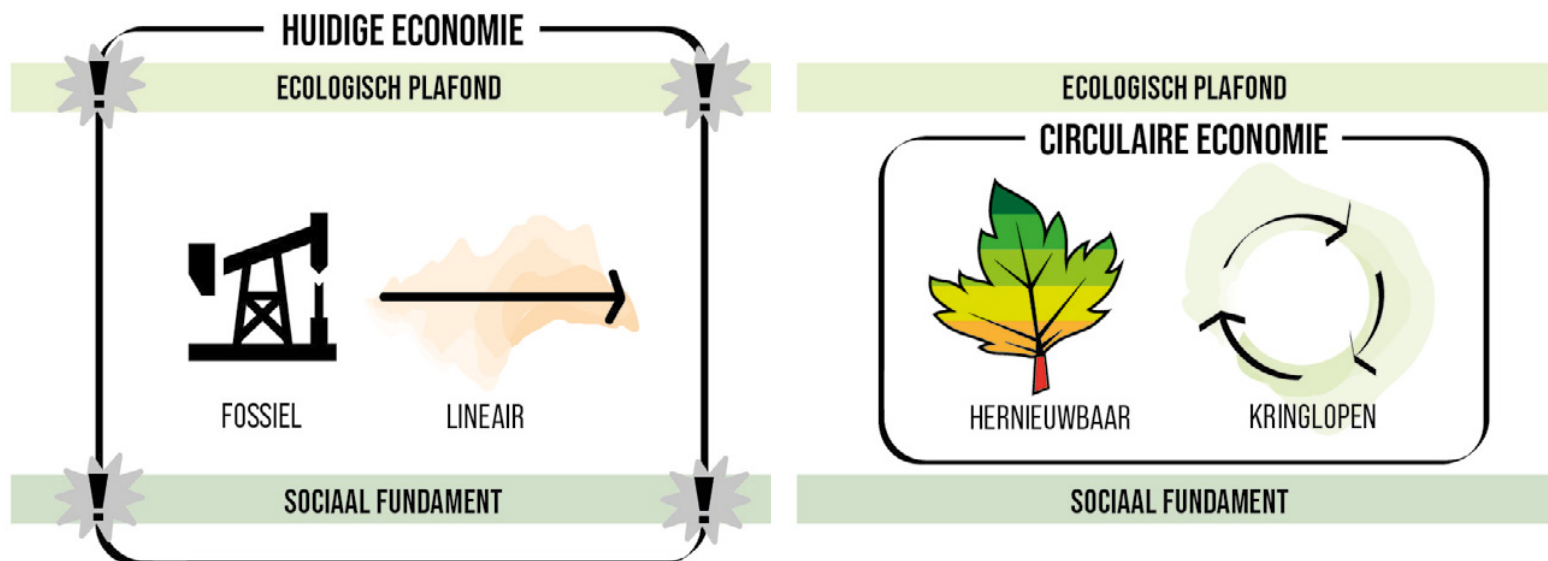 HUIDIGE ECONOMIE
ECOLOGISCH PLAFOND
!
!
FOSSIEL
LINEAIR
!
!
SOCIAAL FUNDAMENT
ECOLOGISCH PLAFOND
CIRCULAIRE ECONOMIE
HERNIEUWBAAR
KRINGLOPEN
SOCIAAL FUNDAMENT